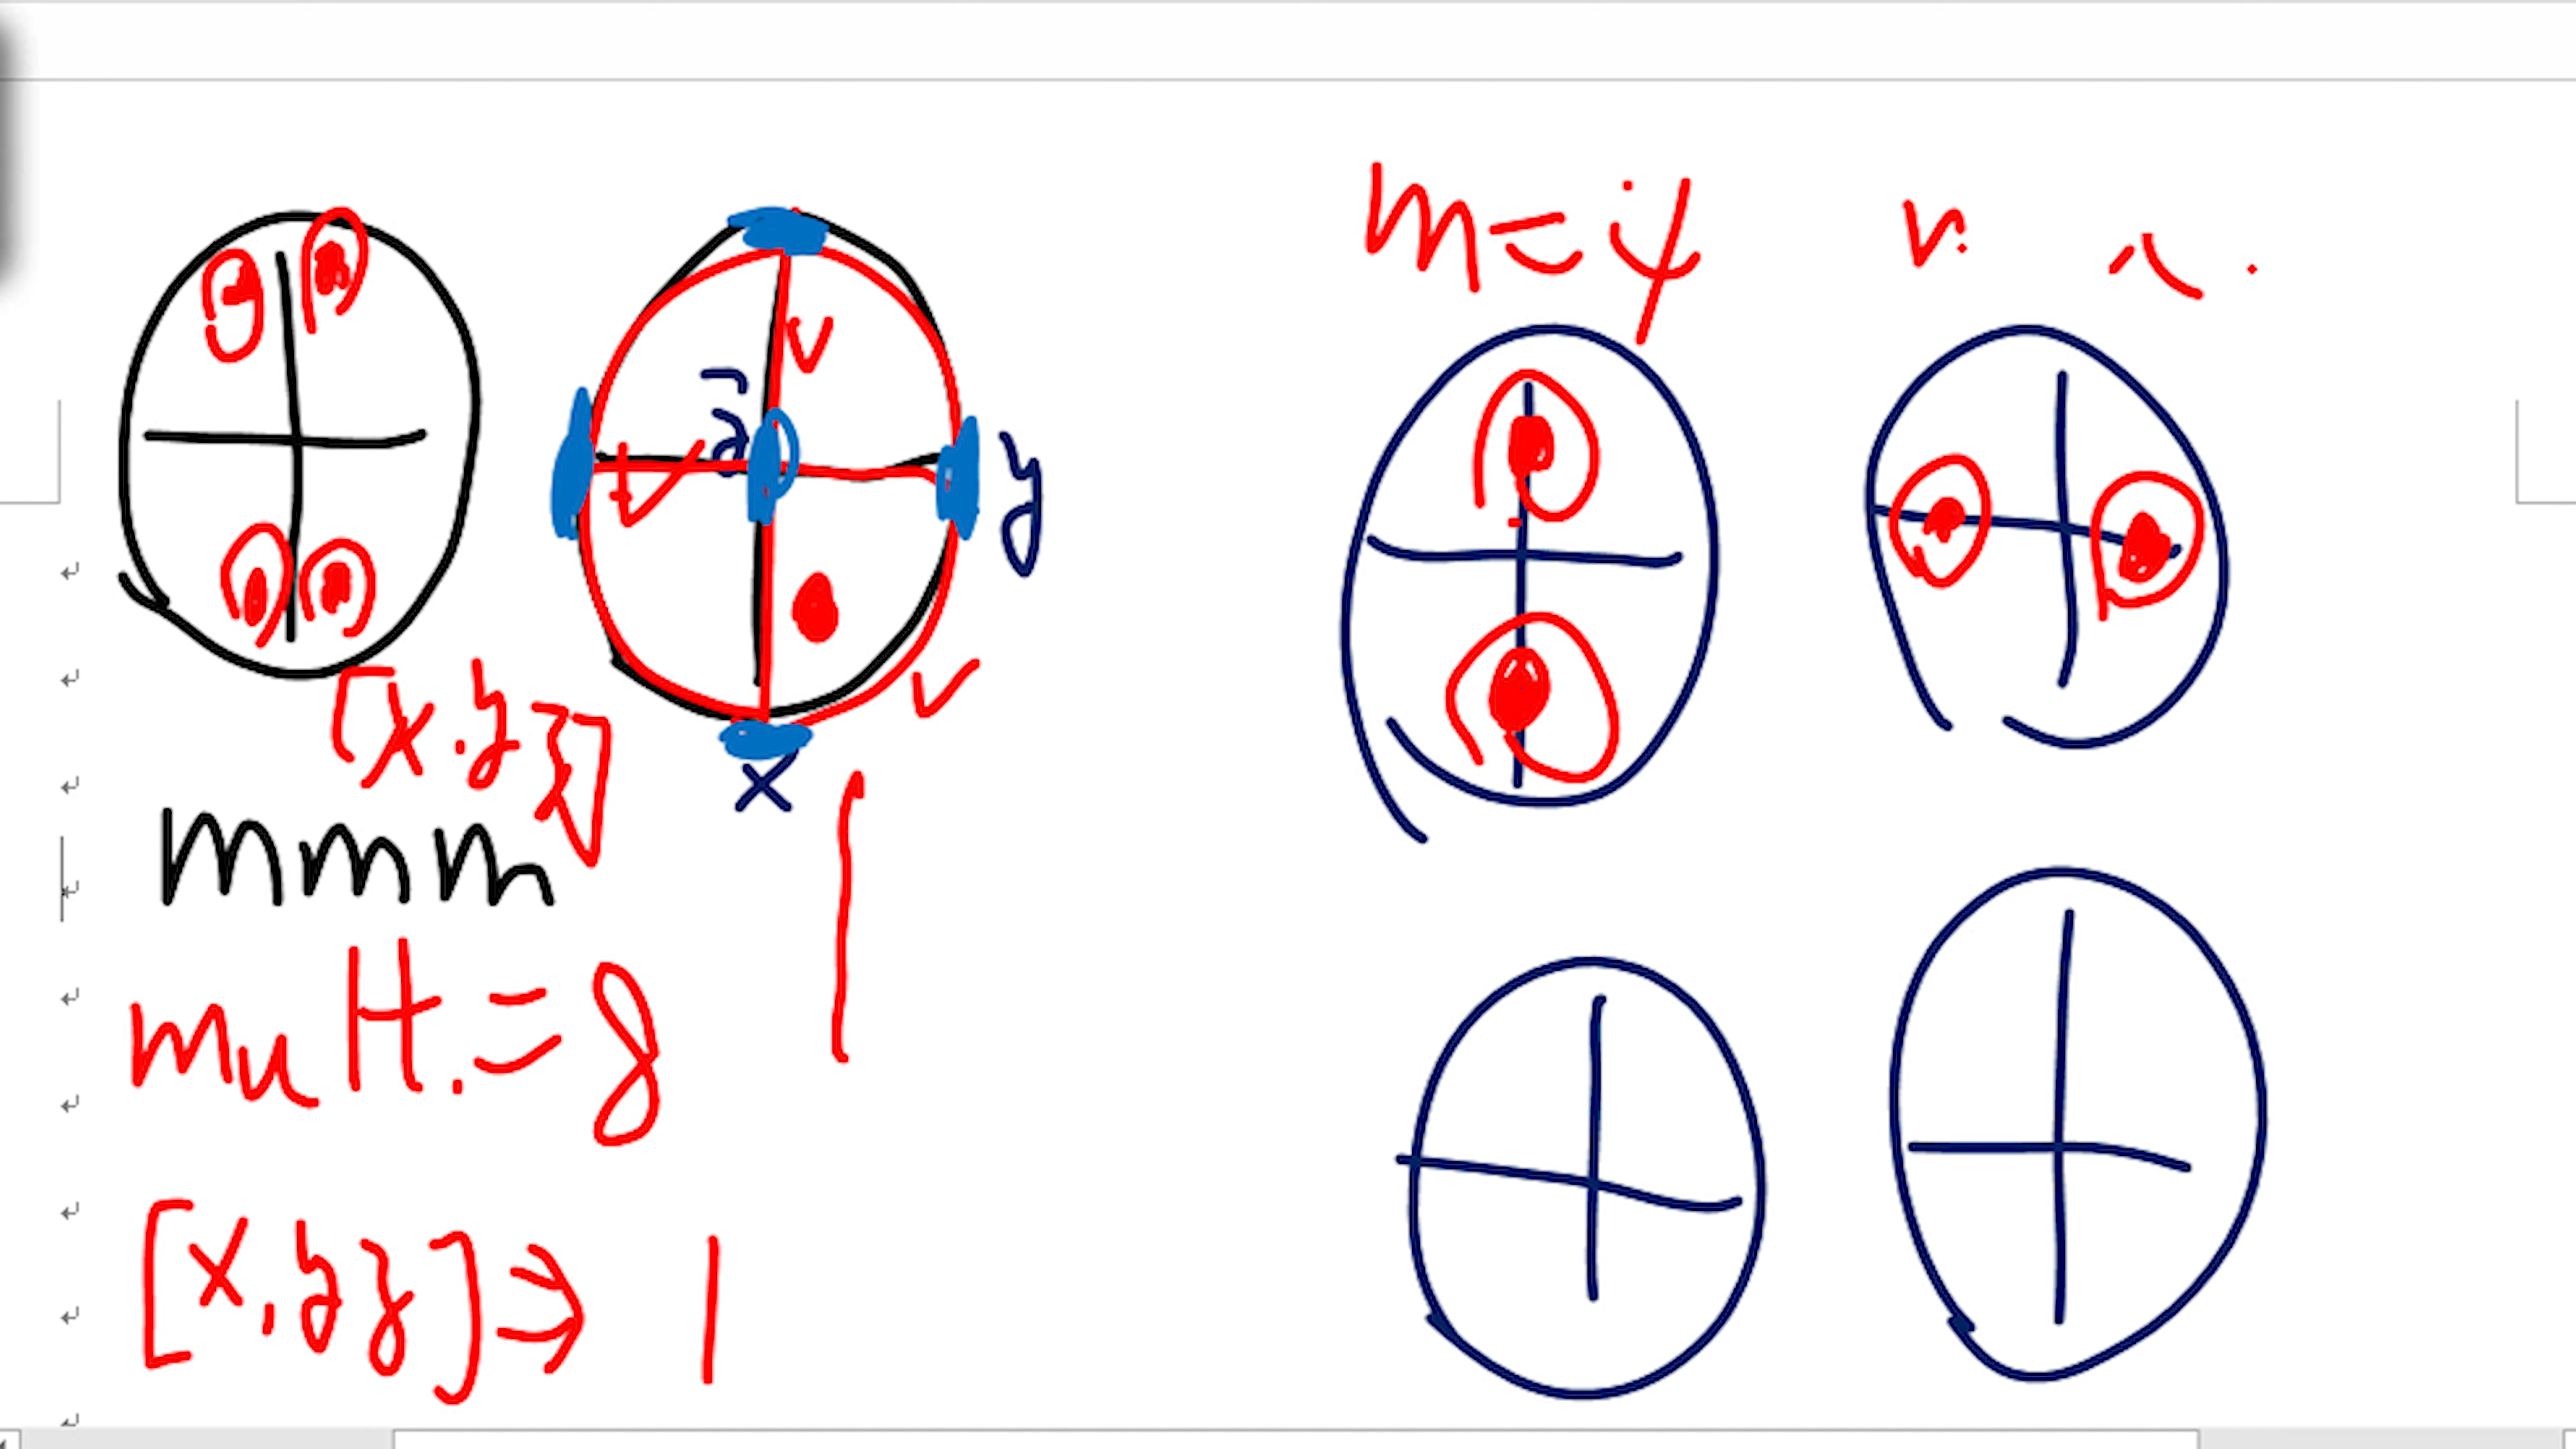 m = 4
z
y
[x, y, z]
x
mmm
mult. = 8
[x, y z] ⇒ 1